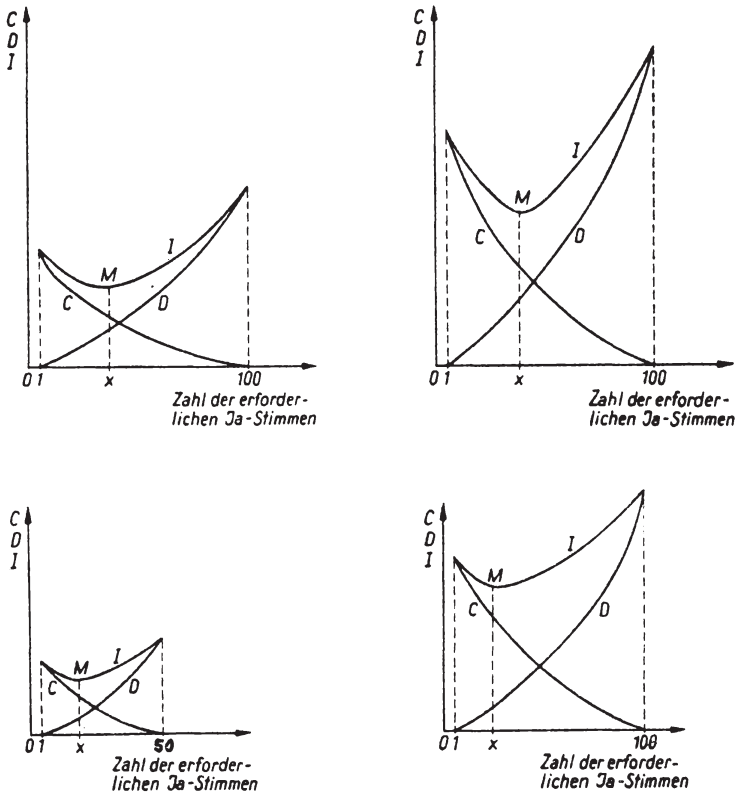 C
D
I
I
M
C
D
0 1
x
100
Zahl der erforder-
lichen Ja-Stimmen
C
D
I
I
M
C
D
0 1
x
100
Zahl der erforder-
lichen Ja-Stimmen
C
D
I
M
I
C
D
0 1
x
50
Zahl der erforder-
lichen Ja-Stimmen
C
D
I
I
M
C
D
0 1
x
100
Zahl der erforder-
lichen Ja-Stimmen